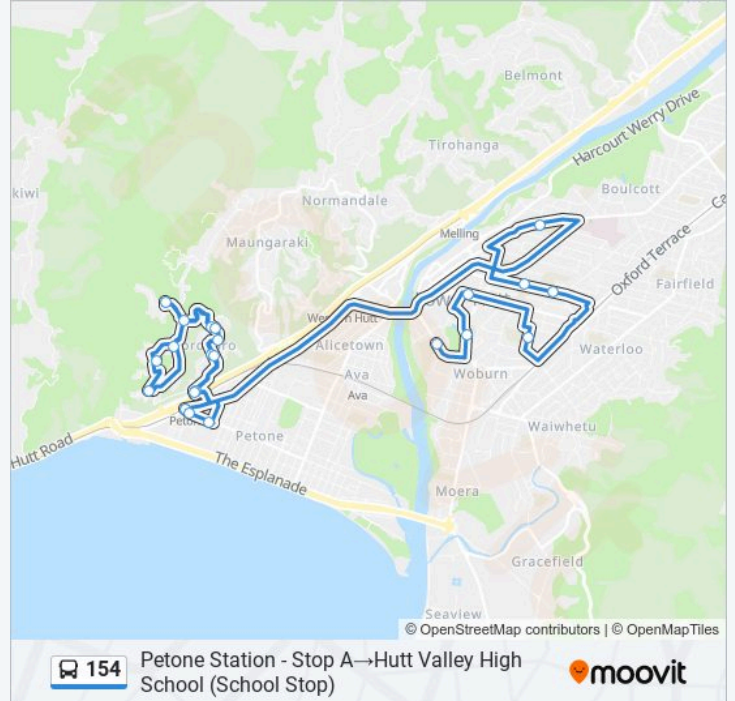 Belmont
Harcourt Werry Drive
Tirohanga
kiwi
Boulcott
Normandale
Ca
Melling
Maungaraki
Oxford Terrace
Fairfield
Alicetown
Waterloo
Ava
Woburn
Ava
Petone
Waiwhetu
Hutt Road
The Esplanade
Moera
Gracefield
Seaview
© OpenStreetMap contributors | © OpenMapTiles
154
Petone Station - Stop A→Hutt Valley High
School (School Stop)
moovit